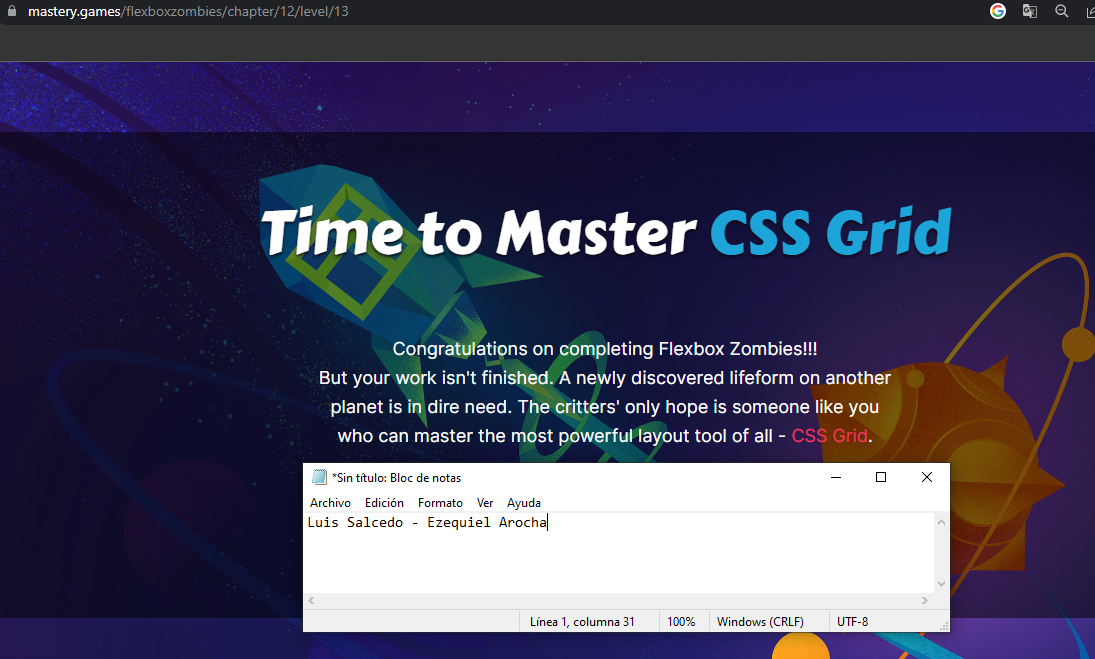 mastery.games/flexboxzombies/chapter/12/level/13
Time to Master CSS Grid
Congratulations on completing Flexbox Zombies!!!
But your work isn't finished. A newly discovered lifeform on another
planet is in dire need. The critters' only hope is someone like you
who can master the most powerful layout tool of all - CSS Grid.
*Sin título: Bloc de notas
Archivo Edición Formato Ver Ayuda
Luis Salcedo - Ezequiel Arocha
Línea 1, columna 31 100% Windows (CRLF) UTF-8